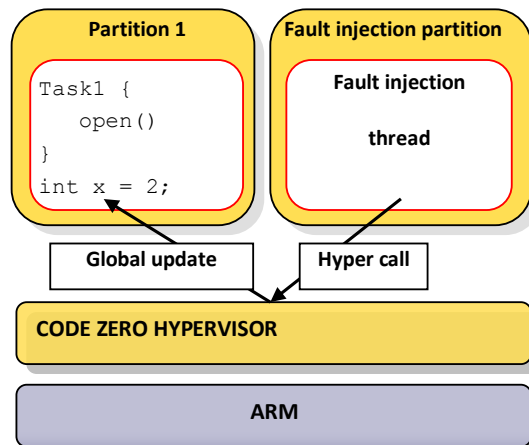 Partition 1
Task1 {
open()
}
int x = 2;
Fault injection partition
Fault injection
thread
Global update
Hyper call
CODE ZERO HYPERVISOR
ARM